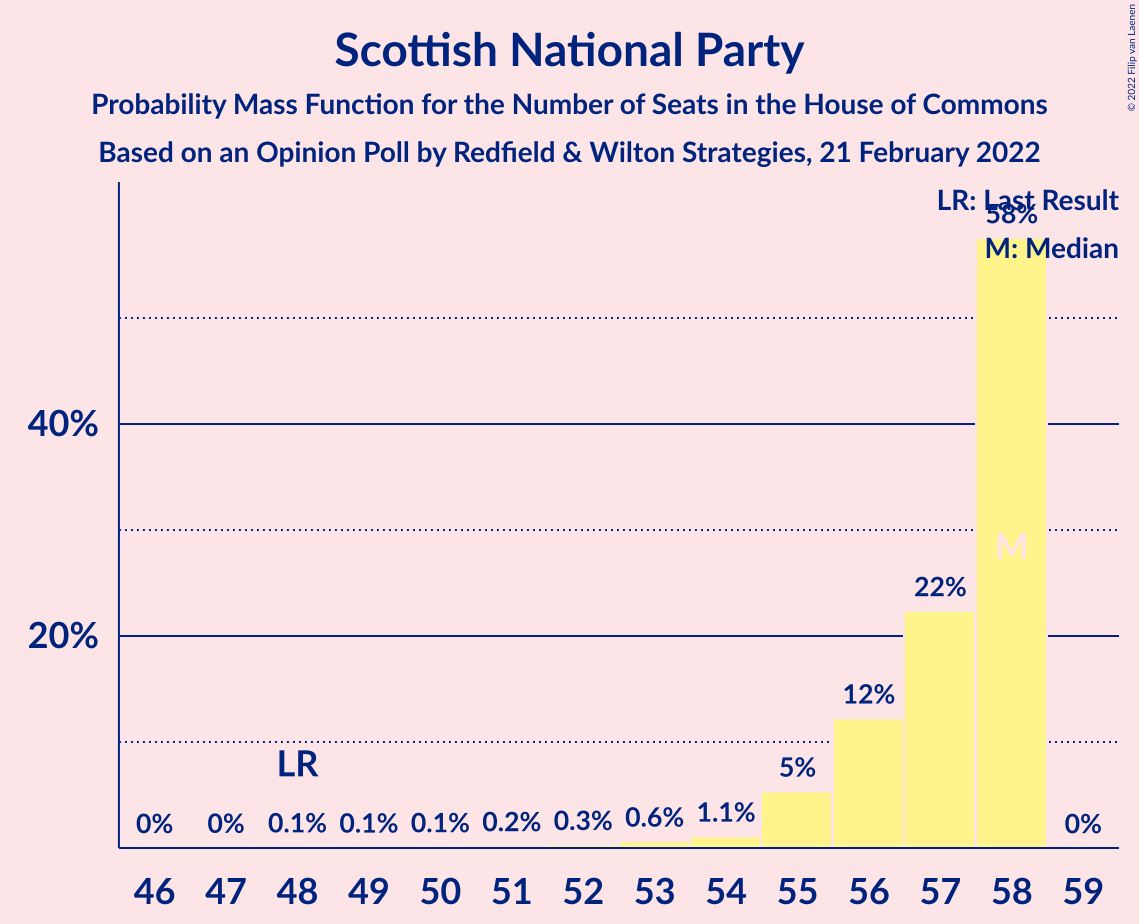 Scottish National Party
Probability Mass Function for the Number of Seats in the House of Commons
Based on an Opinion Poll by Redfield & Wilton Strategies, 21 February 2022
© 2022 Filip van Laenen
LR: Last Result
58%
M: Median
40%
M
22%
20%
12%
LR
5%
0% 0% 0.1% 0.1% 0.1% 0.2% 0.3% 0.6% 1.1% 0%
46 47 48 49 50 51 52 53 54 55 56 57 58 59